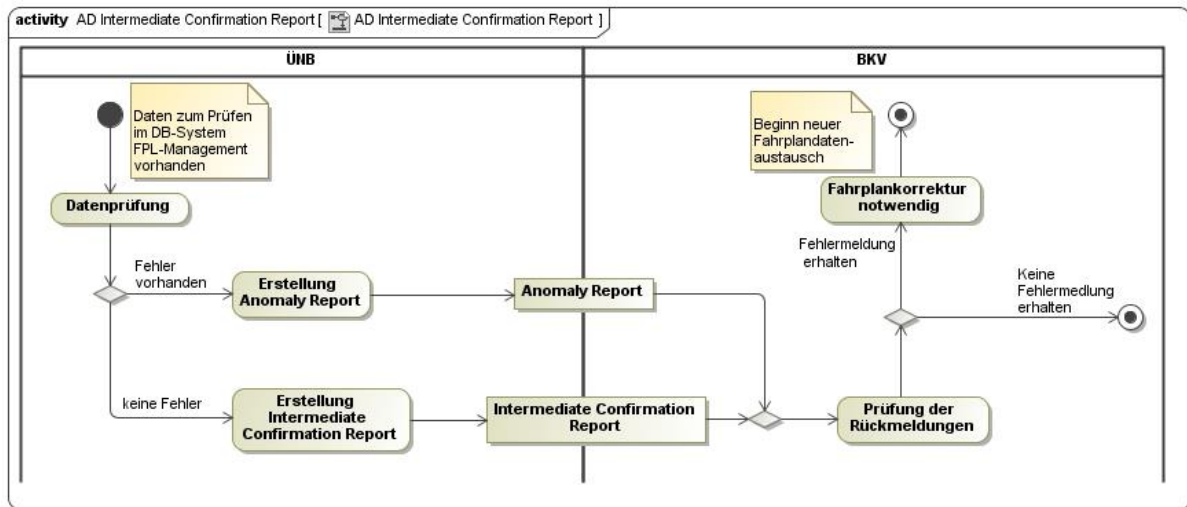 activity AD Intermediate Confirmation Report [ AD Intermediate Confirmation Report ]
ÜNB
BKV
Daten zum Prüfen
im DB-System
FPL-Management
vorhanden
Datenprüfung
Fehler
vorhanden
Erstellung
Anomaly Report
Anomaly Report
keine Fehler
Erstellung
Intermediate
Confirmation Report
Intermediate Confirmation
Report
Beginn neuer
Fahrplandaten-
austausch
Fahrplankorrektur
notwendig
Fehlermeldung
erhalten
Keine
Fehlermedlung
erhalten
Prüfung der
Rückmeldungen